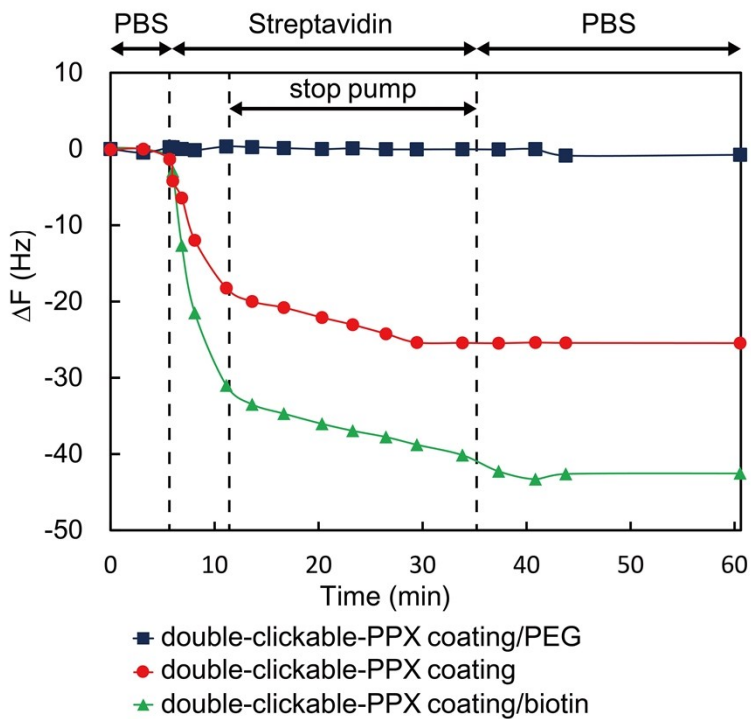 PBS Streptavidin PBS
stop pump
10
0
-10
-20
-30
-40
-50
ΔF (Hz)
0 10 20 30 40 50 60
Time (min)
double-clickable-PPX coating/PEG
double-clickable-PPX coating
double-clickable-PPX coating/biotin